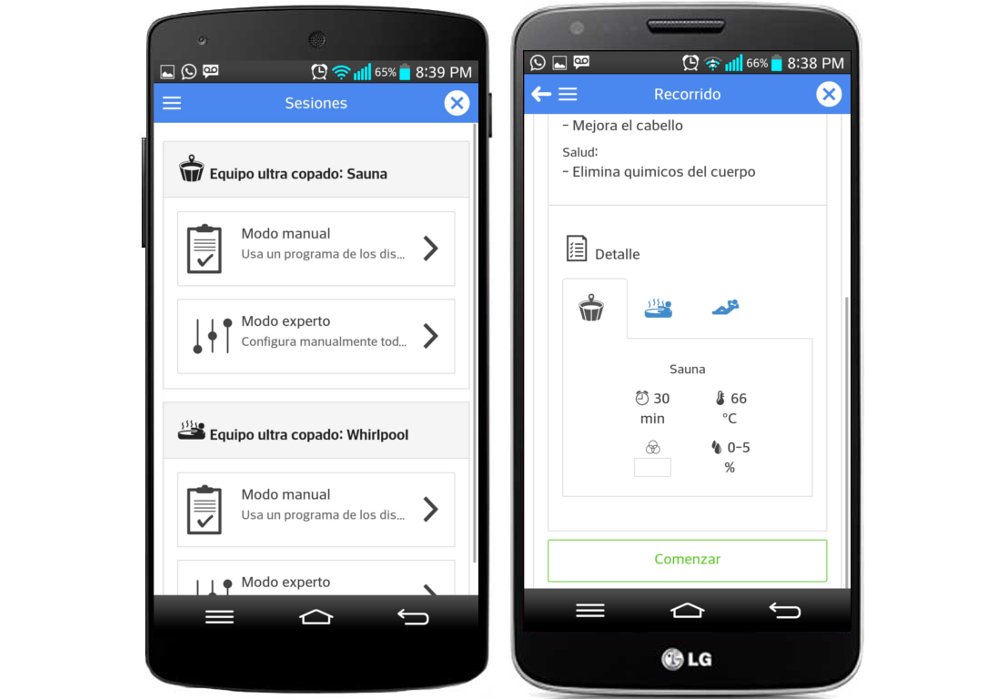 65% 8:39 PM
Sesiones
Equipo ultra copado: Sauna
Modo manual
Usa un programa de los dis...
Modo experto
Configura manualmente tod...
Equipo ultra copado: Whirlpool
Modo manual
Usa un programa de los dis...
Modo experto
66% 8:38 PM
Recorrido
- Mejora el cabello
Salud:
- Elimina quimicos del cuerpo
Detalle
Sauna
30
min
66
°C
0-5
%
Comenzar
LG